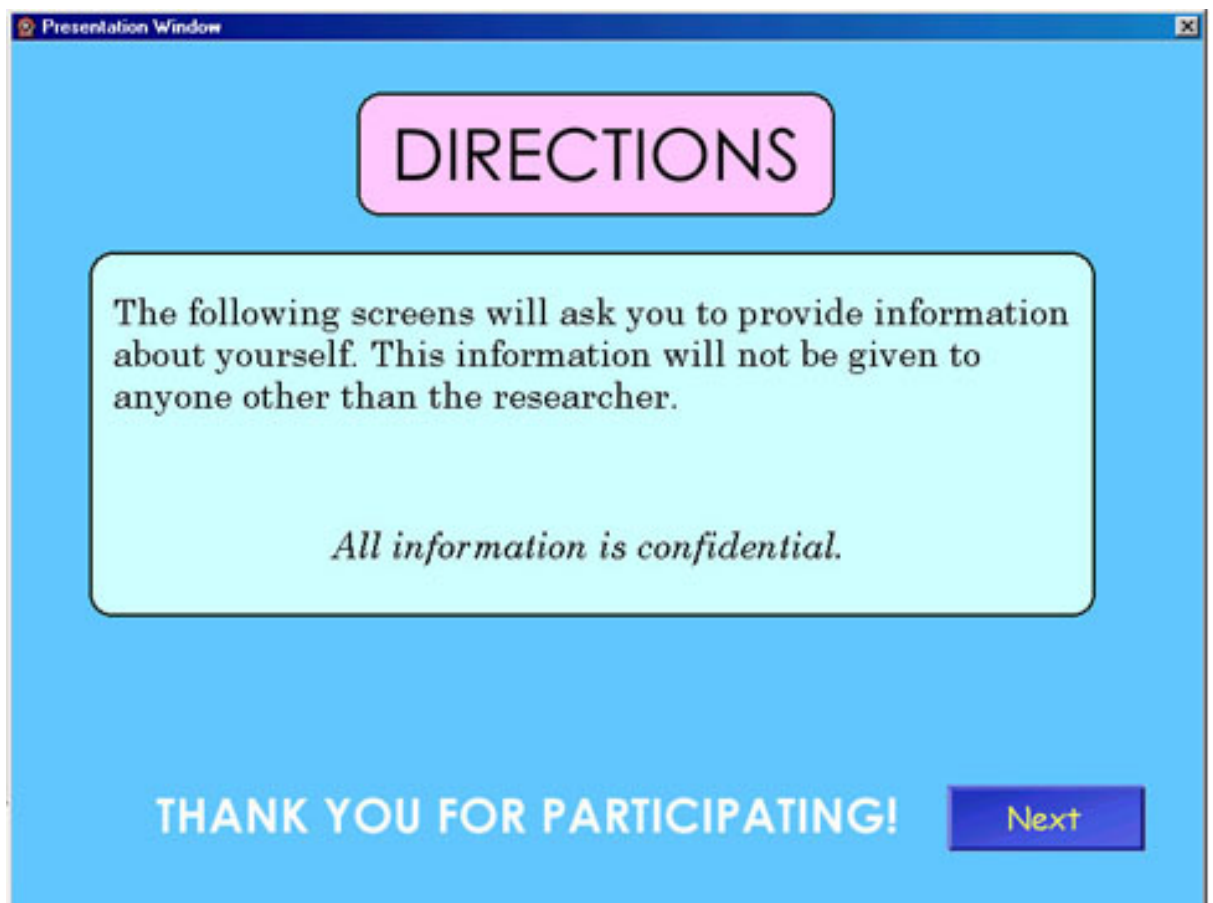 Presentation Window
DIRECTIONS
The following screens will ask you to provide information
about yourself. This information will not be given to
anyone other than the researcher.
All information is confidential.
THANK YOU FOR PARTICIPATING!
Next